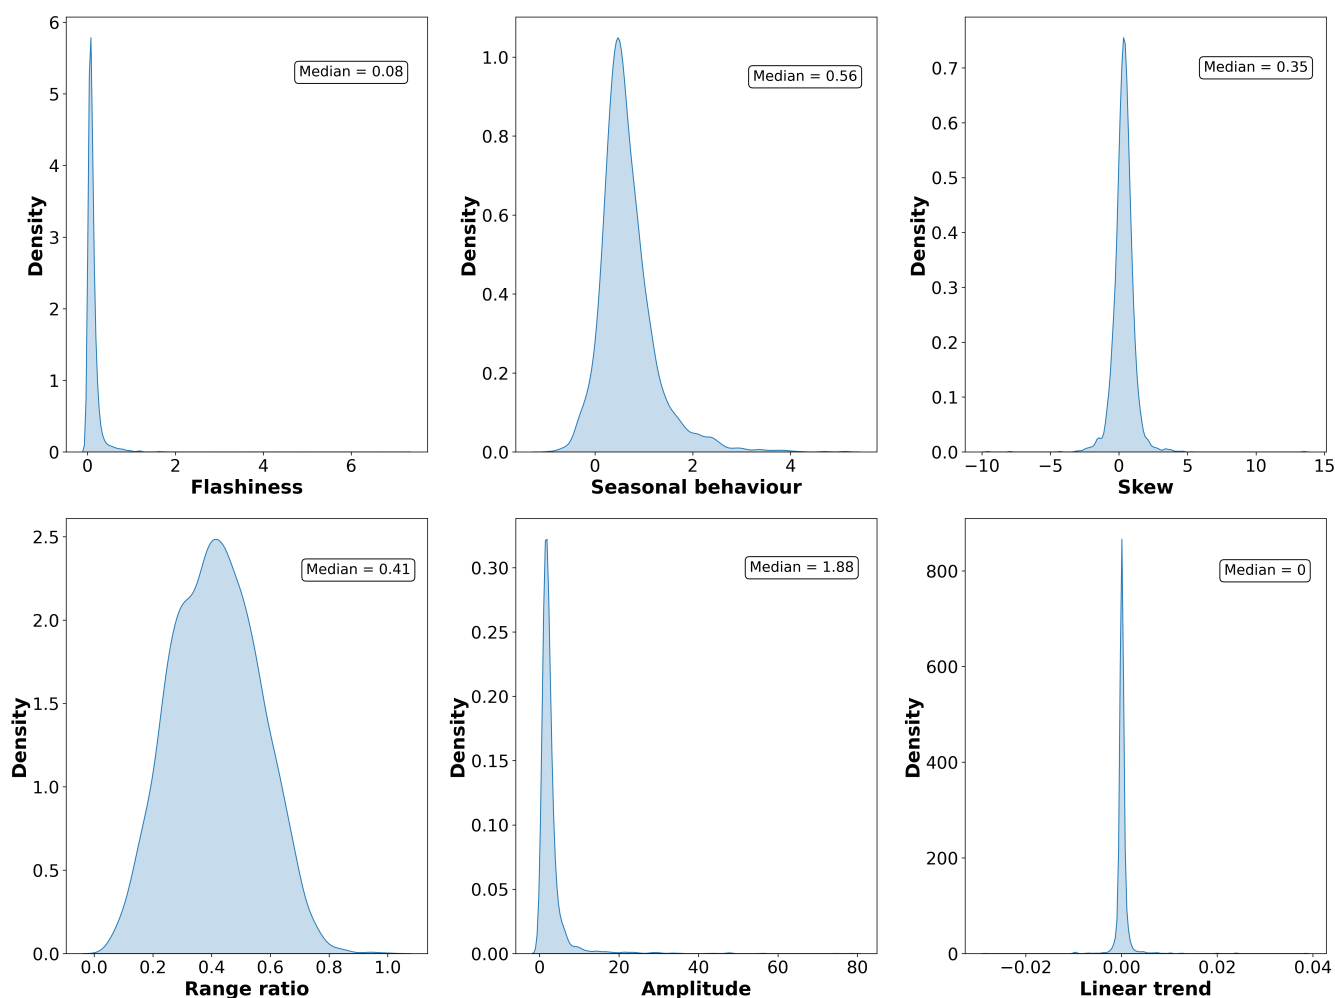 6
5
4
3
2
1
0
Density
Median = 0.08
0 2 4 6
Flashiness
1.0
0.8
0.6
0.4
0.2
0.0
Density
Median = 0.56
0 2 4
Seasonal behaviour
0.7
0.6
0.5
0.4
0.3
0.2
0.1
0.0
Density
Median = 0.35
−10 −5 0 5 10 15
Skew
2.5
2.0
1.5
1.0
0.5
0.0
Density
Median = 0.41
0.0 0.2 0.4 0.6 0.8 1.0
Range ratio
0.30
0.25
0.20
0.15
0.10
0.05
0.00
Density
Median = 1.88
0 20 40 60 80
Amplitude
800
600
400
200
0
Density
Median = 0
−0.02 0.00 0.02 0.04
Linear trend